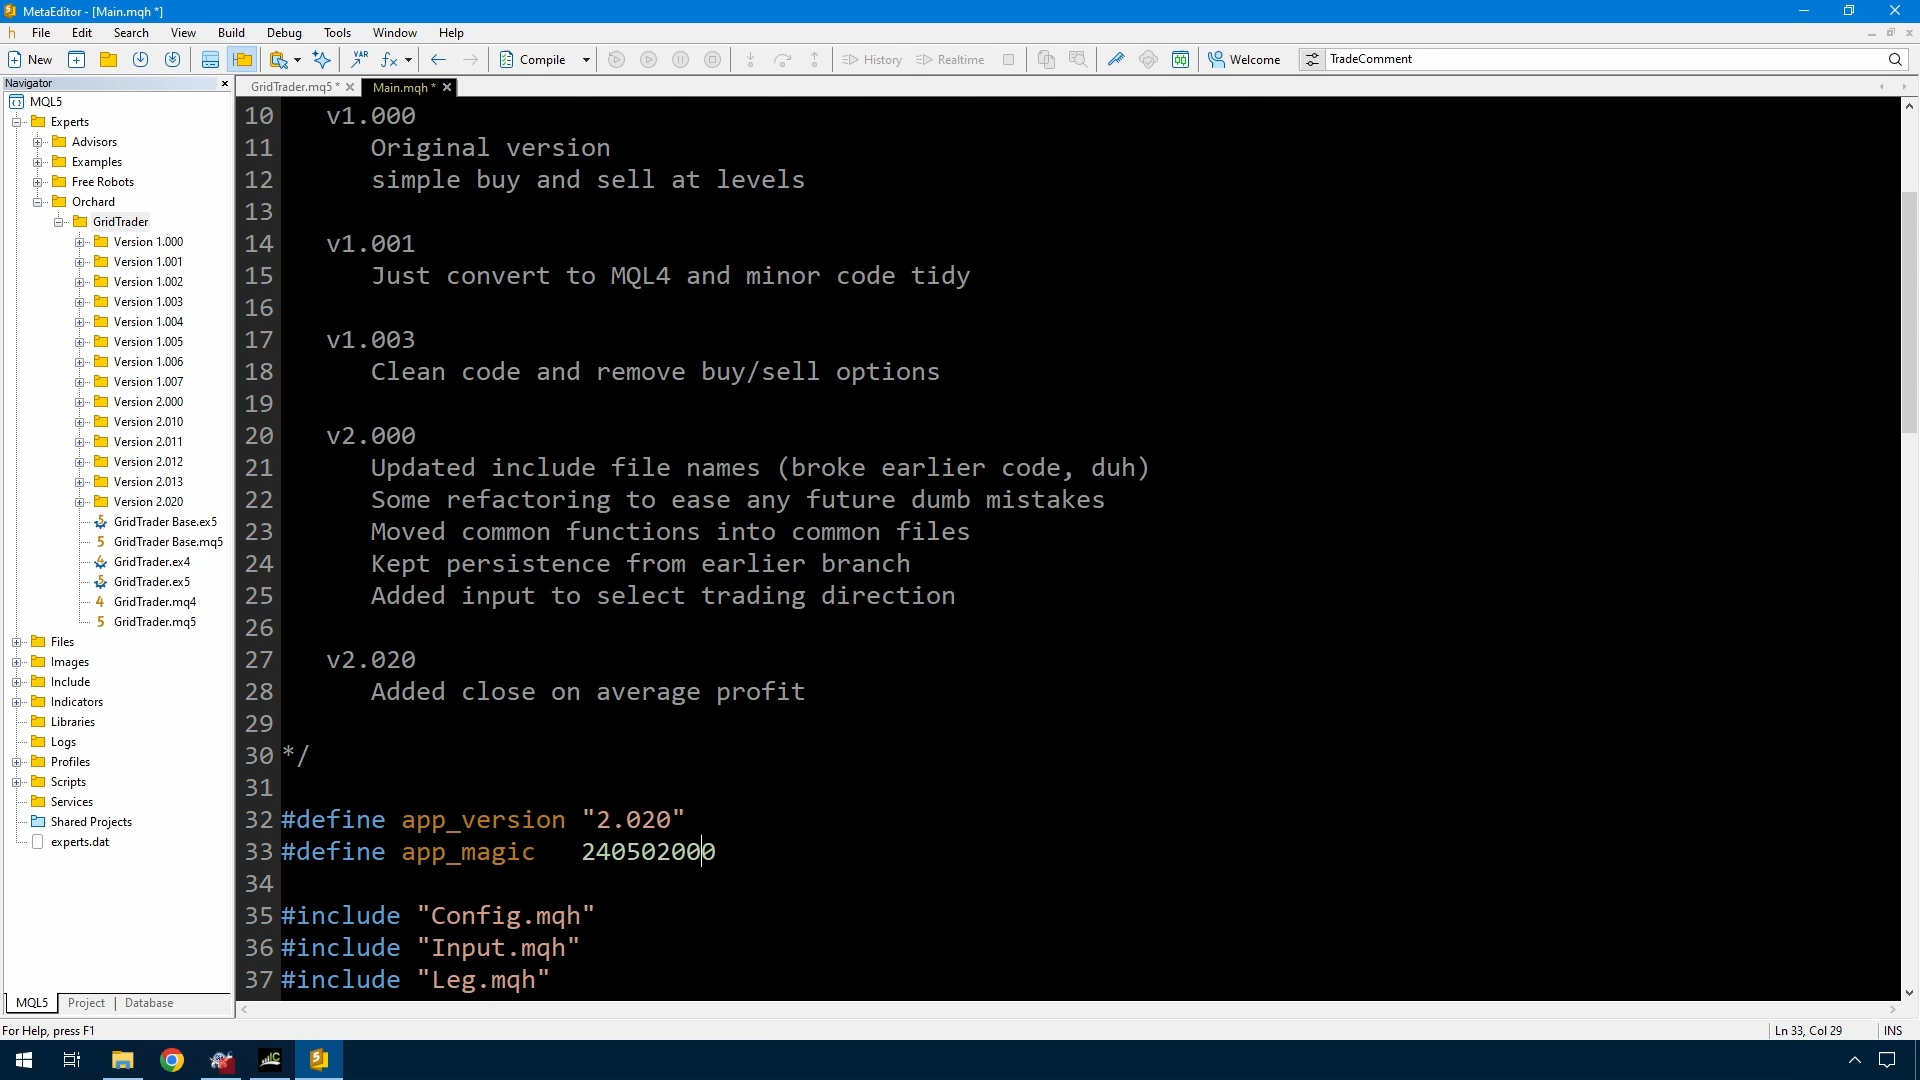 MetaEditor - [Main.mqh *]
File Edit Search View Build Debug Tools Window Help
New Compile History Realtime Welcome TradeComment
Navigator
GridTrader.mq5 * Main.mqh *
MQL5
Experts
Advisors
Examples
Free Robots
Orchard
GridTrader
Version 1.000
Version 1.001
Version 1.002
Version 1.003
Version 1.004
Version 1.005
Version 1.006
Version 1.007
Version 2.000
Version 2.010
Version 2.011
Version 2.012
Version 2.013
Version 2.020
GridTrader Base.ex5
GridTrader Base.mq5
GridTrader.ex4
GridTrader.ex5
GridTrader.mq4
GridTrader.mq5
Files
Images
Include
Indicators
Libraries
Logs
Profiles
Scripts
Services
Shared Projects
experts.dat
MQL5 Project Database
10 v1.000
11 Original version
12 simple buy and sell at levels
13
14 v1.001
15 Just convert to MQL4 and minor code tidy
16
17 v1.003
18 Clean code and remove buy/sell options
19
20 v2.000
21 Updated include file names (broke earlier code, duh)
22 Some refactoring to ease any future dumb mistakes
23 Moved common functions into common files
24 Kept persistence from earlier branch
25 Added input to select trading direction
26
27 v2.020
28 Added close on average profit
29
30 */
31
32 #define app_version "2.020"
33 #define app_magic 240502000
34
35 #include "Config.mqh"
36 #include "Input.mqh"
37 #include "Leg.mqh"
For Help, press F1
Ln 33, Col 29
INS